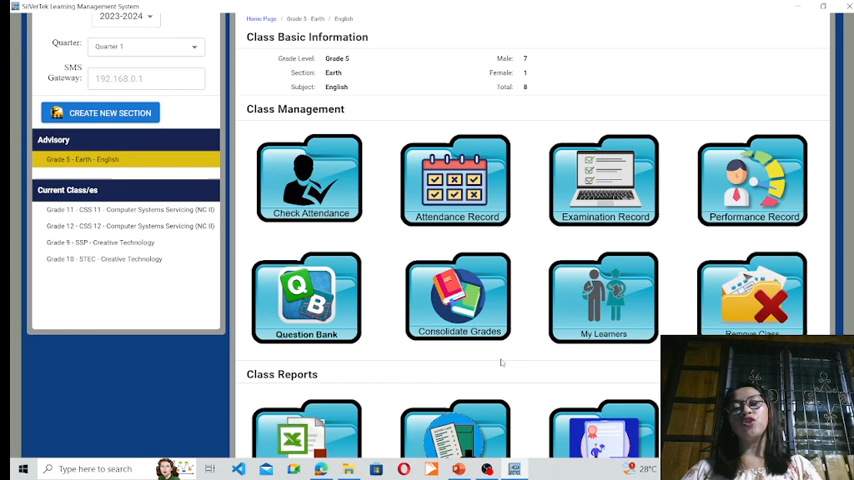 SilVerTek Learning Management System
2023-2024
Quarter:
Quarter 1
SMS
Gateway:
192.168.0.1
CREATE NEW SECTION
Advisory
Grade 5 - Earth - English
Current Class/es
Grade 11 - CSS 11 - Computer Systems Servicing (NC II)
Grade 12 - CSS 12 - Computer Systems Servicing (NC II)
Grade 9 - SSP - Creative Technology
Grade 10 - STEC - Creative Technology
Home Page / Grade 5 - Earth / English
Class Basic Information
Grade Level: Grade 5 Male: 7
Section: Earth Female: 1
Subject: English Total: 8
Class Management
Check Attendance
Attendance Record
Examination Record
Performance Record
Q
B
Question Bank
Consolidate Grades
My Learners
Remove Class
Class Reports
Type here to search
28°C